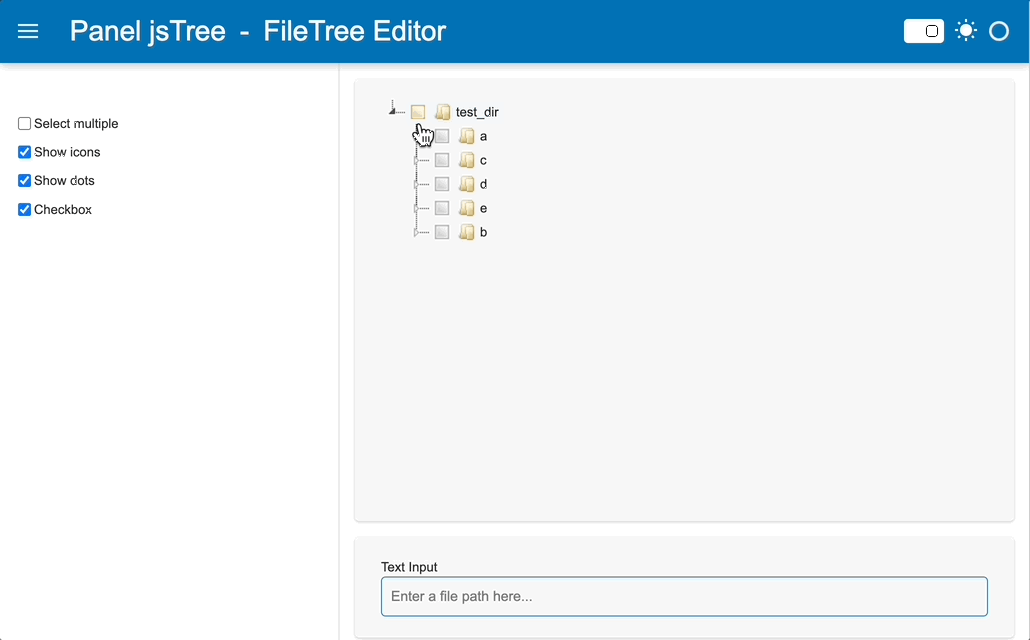 Panel jsTree - FileTree Editor
Select multiple
Show icons
Show dots
Checkbox
test_dir
a
c
d
e
b
Text Input
Enter a file path here...